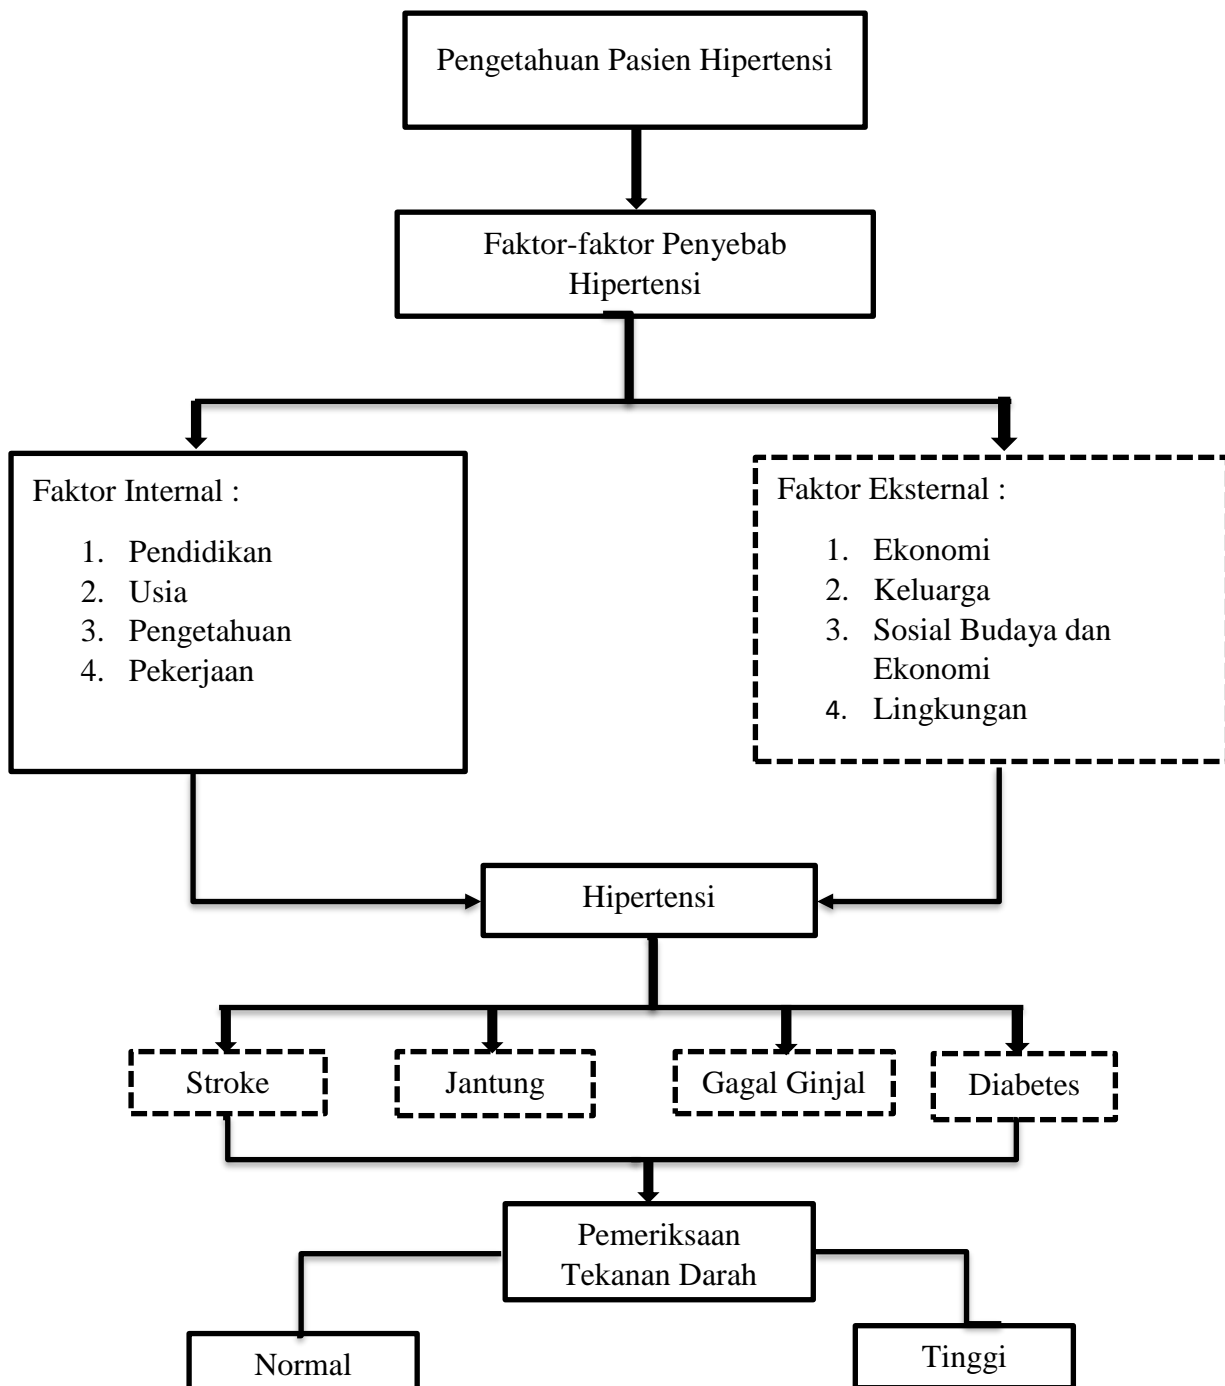 Pengetahuan Pasien Hipertensi
Faktor-faktor Penyebab
Hipertensi
Faktor Internal :
1. Pendidikan
2. Usia
3. Pengetahuan
4. Pekerjaan
Faktor Eksternal :
1. Ekonomi
2. Keluarga
3. Sosial Budaya dan
Ekonomi
4. Lingkungan
Hipertensi
Stroke
Jantung
Gagal Ginjal
Diabetes
Pemeriksaan
Tekanan Darah
Normal
Tinggi